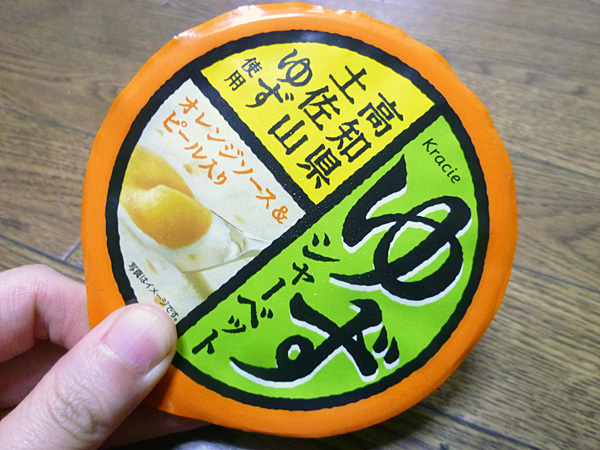 高知県
土佐山
ゆず
使用
オレンジソース&
ピール入り
写真はイメージです。
Kracie
ゆず
シャーベット